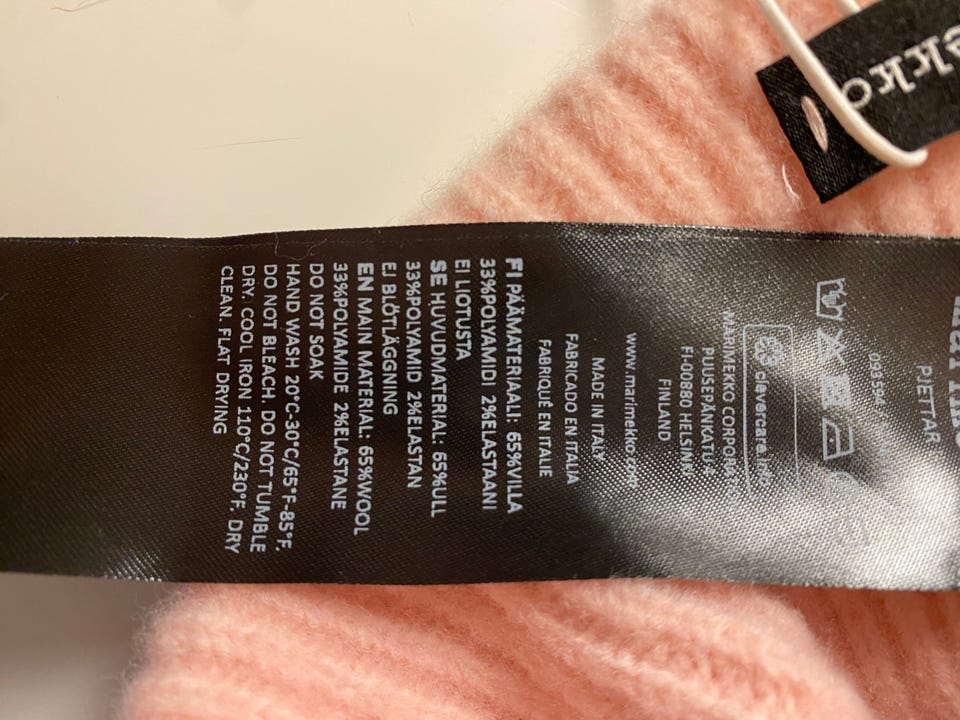 ekko
PJETTAR
clevercare.info
MARIMEKKO CORPORATION
PUUSEPÄNKATU 4
FI-00880 HELSINKI
FINLAND
www.marimekko.com
MADE IN ITALY
FABRICADO EN ITALIA
FABRIQUÉ EN ITALIE
FI PÄÄMATERIAALI: 65%VILLA
33%POLYAMIDI 2%ELASTAANI
EI LIOTUSTA
SE HUVUDMATERIAL: 65%ULL
33%POLYAMID 2%ELASTAN
EJ BLÖTLÄGGNING
EN MAIN MATERIAL: 65%WOOL
33%POLYAMIDE 2%ELASTANE
DO NOT SOAK
HAND WASH 20°C-30°C/65°F-85°F.
DO NOT BLEACH. DO NOT TUMBLE
DRY. COOL IRON 110°C/230°F. DRY
CLEAN. FLAT DRYING